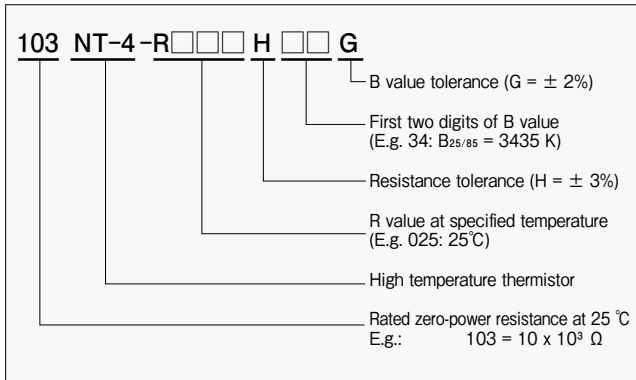 103 NT-4-R□□□ H □□ G
B value tolerance (G = ± 2%)
First two digits of B value
(E.g. 34: B25/85 = 3435 K)
Resistance tolerance (H = ± 3%)
R value at specified temperature
(E.g. 025: 25℃)
High temperature thermistor
Rated zero-power resistance at 25 ℃
E.g.: 103 = 10 x 10³ Ω